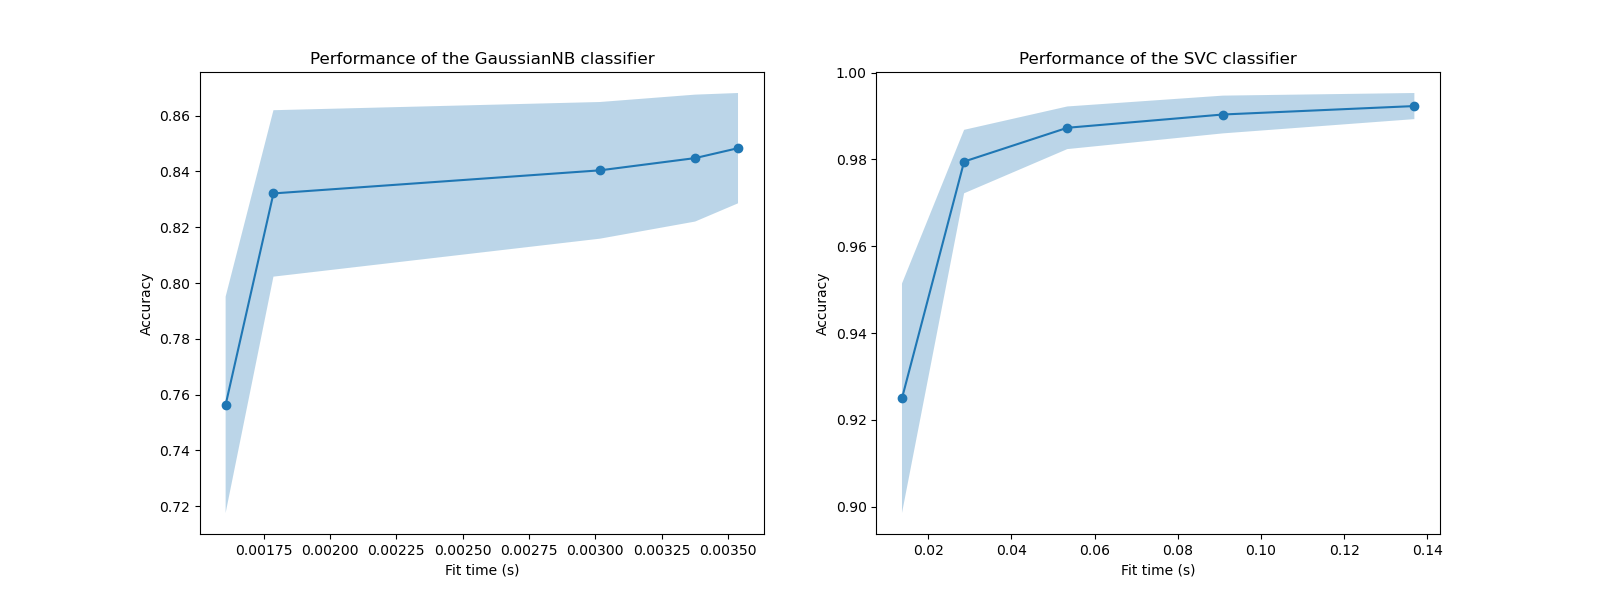 Performance of the GaussianNB classifier
0.86
0.84
0.82
0.80
0.78
0.76
0.74
0.72
Accuracy
0.00175 0.00200 0.00225 0.00250 0.00275 0.00300 0.00325 0.00350
Fit time (s)
Performance of the SVC classifier
1.00
0.98
0.96
0.94
0.92
0.90
Accuracy
0.02 0.04 0.06 0.08 0.10 0.12 0.14
Fit time (s)